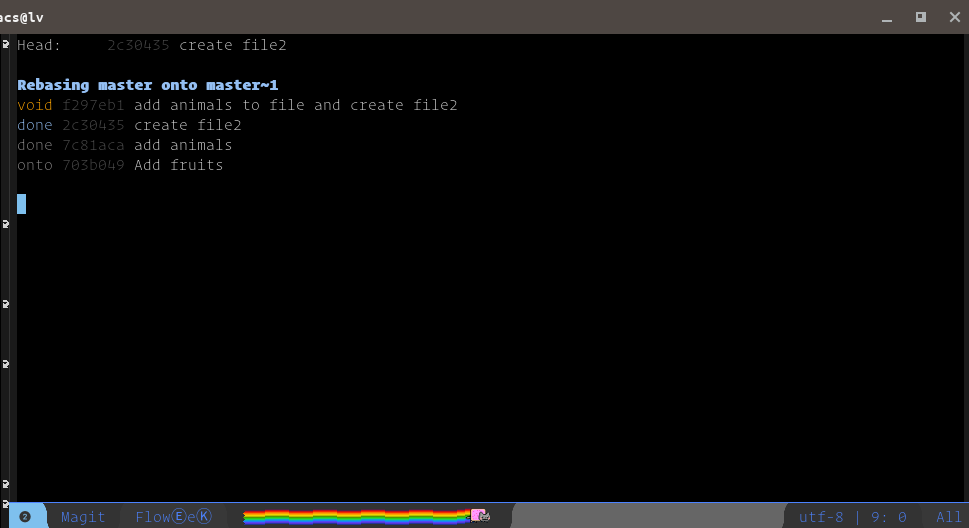 acs@lv
Head:     2c30435 create file2
Rebasing master onto master~1
void f297eb1 add animals to file and create file2
done 2c30435 create file2
done 7c81aca add animals
onto 703b049 Add fruits
❷ Magit FlowⒺeⓀ utf-8 | 9: 0 All